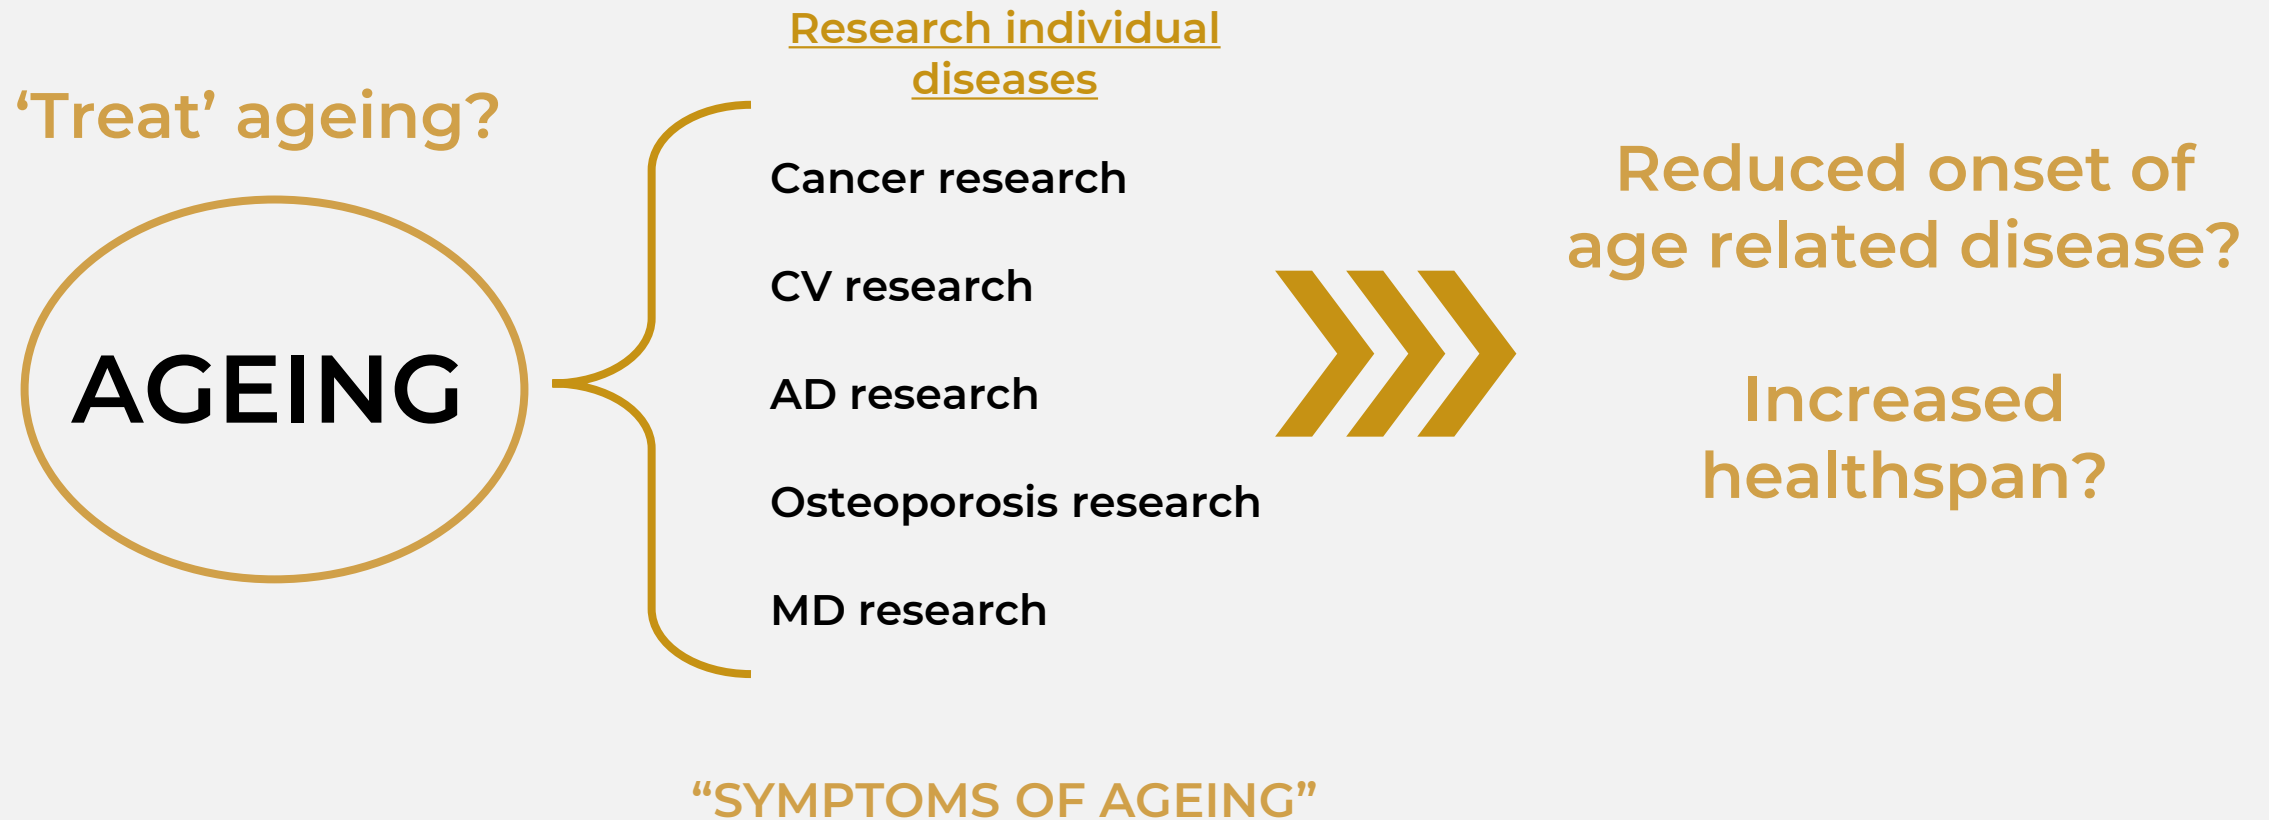 ‘Treat’ ageing?
AGEING
Research individual
diseases
Cancer research
CV research
AD research
Osteoporosis research
MD research
“SYMPTOMS OF AGEING”
Reduced onset of
age related disease?
Increased
healthspan?